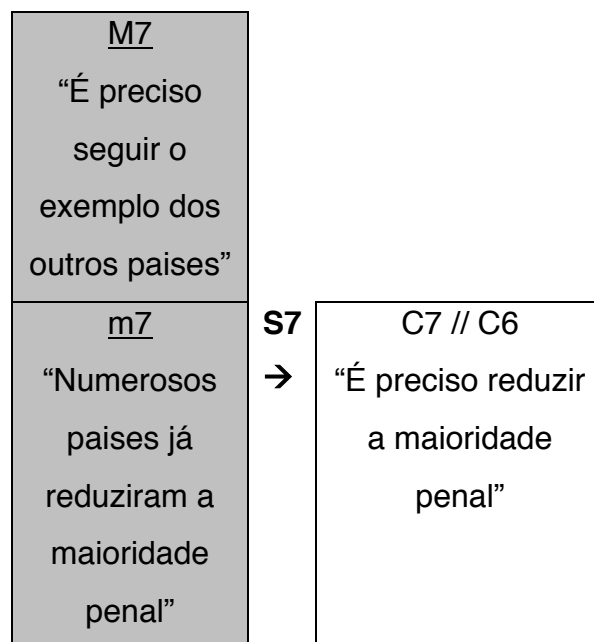 M7
“É preciso
seguir o
exemplo dos
outros paises”
m7
“Numerosos
paises já
reduziram a
maioridade
penal”
S7
→
C7 // C6
“É preciso reduzir
a maioridade
penal”